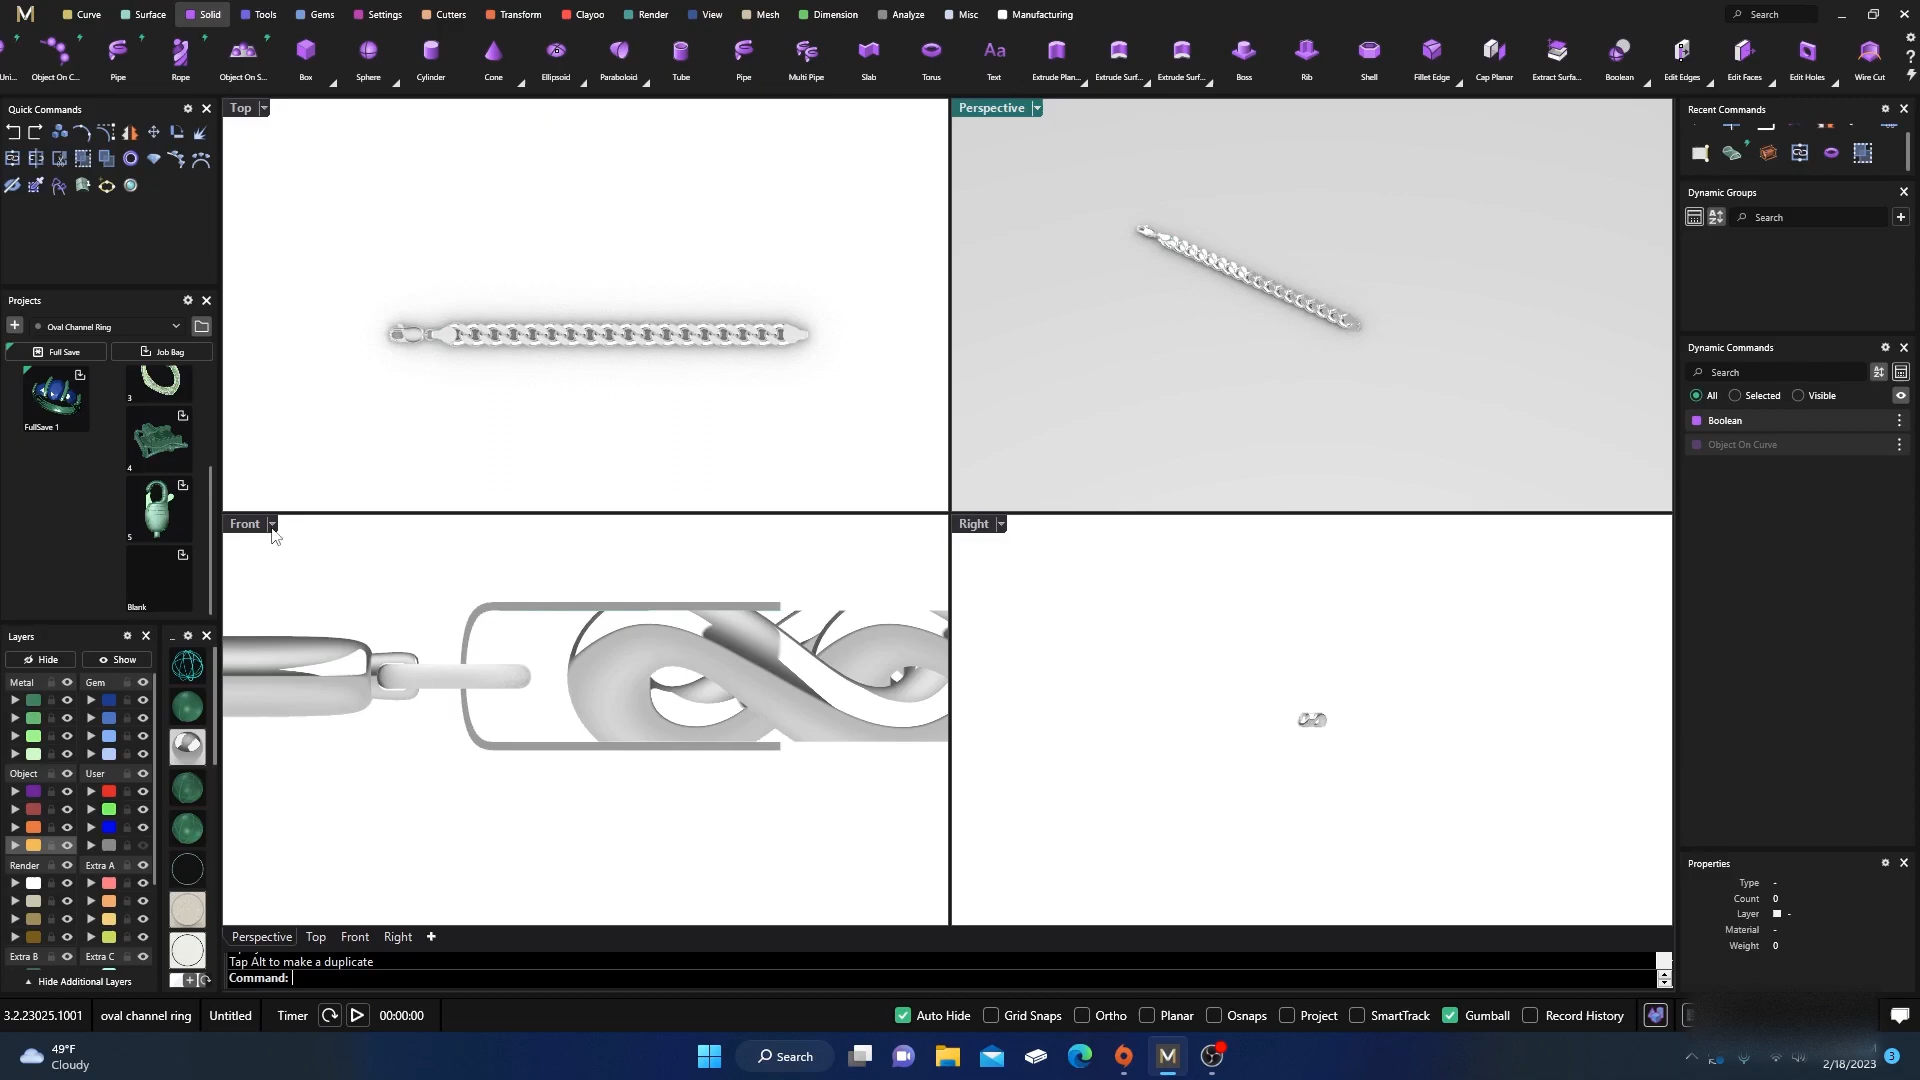 Curve Surface Solid Tools Gems Settings Cutters Transform Clayoo Render View Mesh Dimension Analyze Misc Manufacturing Search
Uni... Object On C... Pipe Rope Object On S... Box Sphere Cylinder Cone Ellipsoid Paraboloid Tube Pipe Multi Pipe Slab Torus Text Extrude Plan... Extrude Surf... Extrude Surf... Boss Rib Shell Fillet Edge Cap Planar Extract Surfa... Boolean Edit Edges Edit Faces Edit Holes Wire Cut
Quick Commands
Top
Perspective
Recent Commands
Dynamic Groups
Search
Projects
Oval Channel Ring
Full Save Job Bag
FullSave 1
3
4
5
Blank
Dynamic Commands
Search
All Selected Visible
Boolean
Object On Curve
Front
Right
Layers
Hide Show
Metal Gem
Object User
Render Extra A
Extra B Extra C
Hide Additional Layers
Properties
Type -
Count 0
Layer -
Material -
Weight 0
Perspective Top Front Right
Tap Alt to make a duplicate
Command:
3.2.23025.1001 oval channel ring Untitled Timer 00:00:00 Auto Hide Grid Snaps Ortho Planar Osnaps Project SmartTrack Gumball Record History
49°F
Cloudy
Search
2/18/2023
3